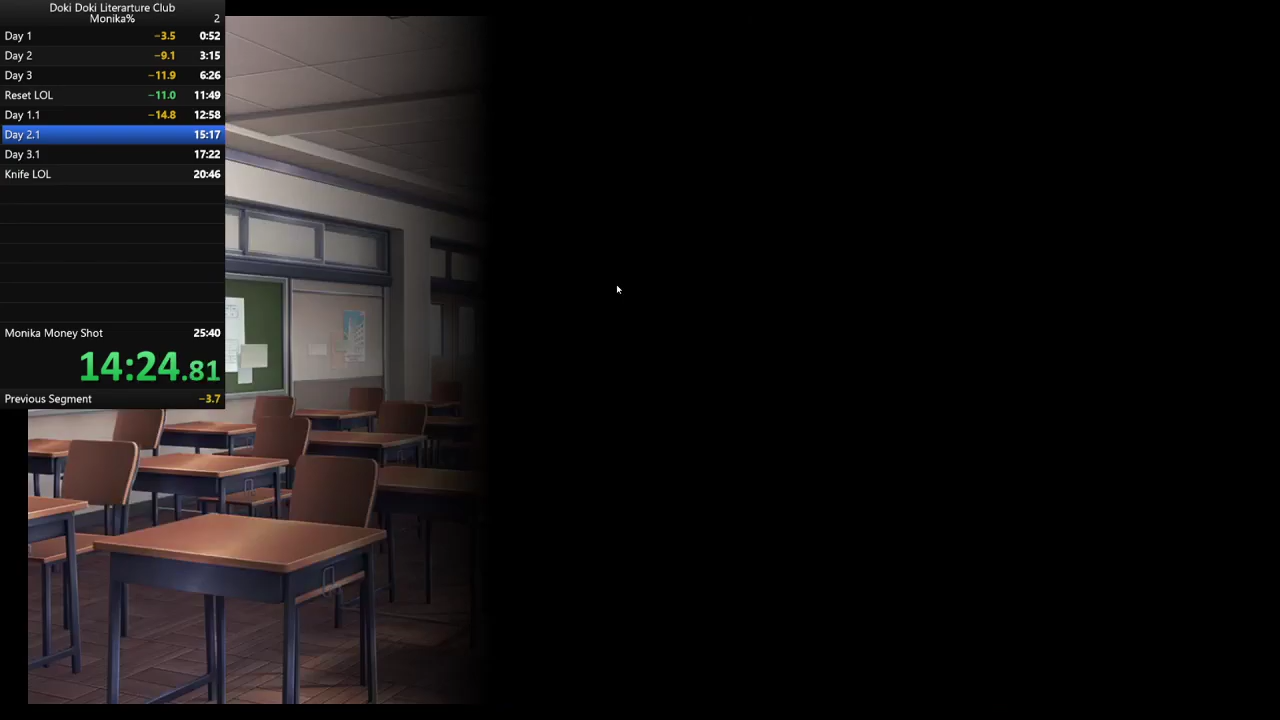 Doki Doki Literarture Club
Monika% 2
Day 1 −3.5 0:52
Day 2 −9.1 3:15
Day 3 −11.9 6:26
Reset LOL −11.0 11:49
Day 1.1 −14.8 12:58
Day 2.1 15:17
Day 3.1 17:22
Knife LOL 20:46
Monika Money Shot 25:40
14:24.81
Previous Segment −3.7